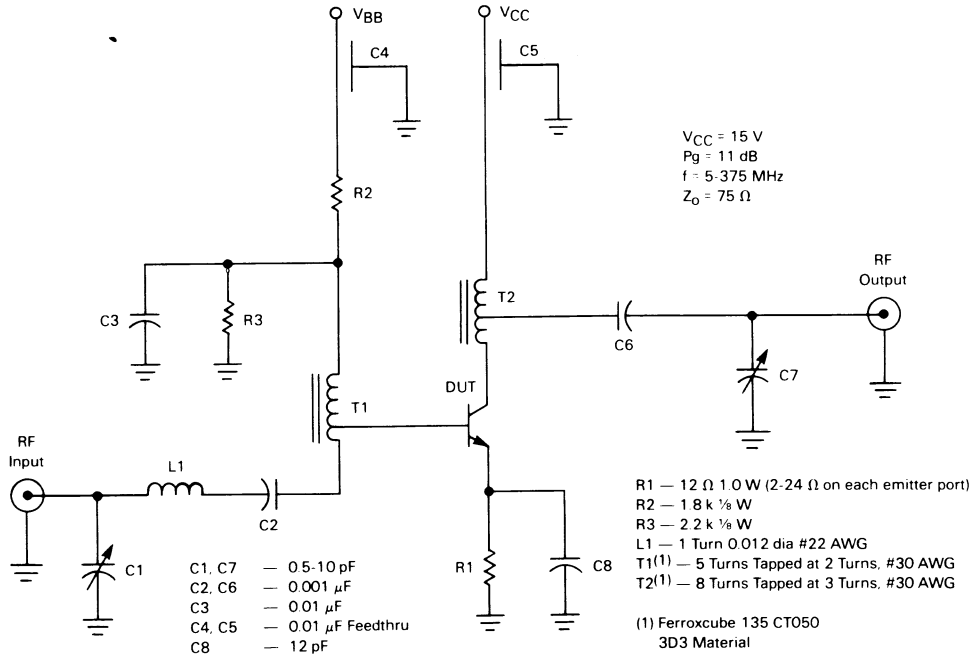 VBB
VCC
C4
C5
VCC = 15 V
Pg = 11 dB
f = 5-375 MHz
Zo = 75 Ω
R2
RF
Output
T2
C3
R3
C6
C7
DUT
T1
RF
Input
L1
C2
C1
R1
C8
C1, C7 — 0.5-10 pF
C2, C6 — 0.001 μF
C3 — 0.01 μF
C4, C5 — 0.01 μF Feedthru
C8 — 12 pF
R1 — 12 Ω 1.0 W (2-24 Ω on each emitter port)
R2 — 1.8 k ⅛ W
R3 — 2.2 k ⅛ W
L1 — 1 Turn 0.012 dia #22 AWG
T1(1) — 5 Turns Tapped at 2 Turns, #30 AWG
T2(1) — 8 Turns Tapped at 3 Turns, #30 AWG
(1) Ferroxcube 135 CT050
3D3 Material